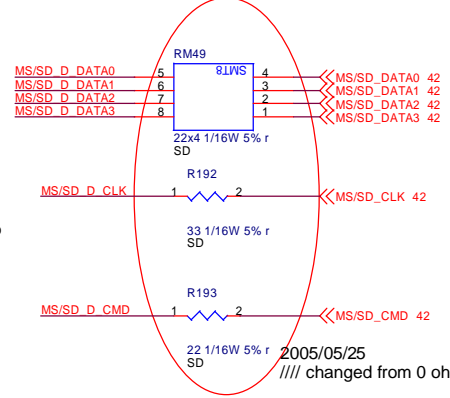 RM49
SMT8
MS/SD_D_DATA0 5 4 MS/SD_DATA0 42
MS/SD_D_DATA1 6 3 MS/SD_DATA1 42
MS/SD_D_DATA2 7 2 MS/SD_DATA2 42
MS/SD_D_DATA3 8 1 MS/SD_DATA3 42
22x4 1/16W 5% r
SD
R192
MS/SD_D_CLK 1 2 MS/SD_CLK 42
33 1/16W 5% r
SD
R193
MS/SD_D_CMD 1 2 MS/SD_CMD 42
22 1/16W 5% r
SD
2005/05/25
//// changed from 0 oh